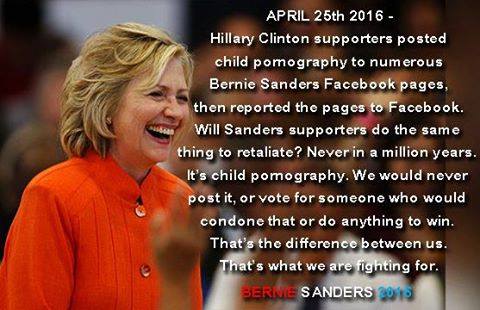 APRIL 25th 2016 -
Hillary Clinton supporters posted
child pornography to numerous
Bernie Sanders Facebook pages,
then reported the pages to Facebook.
Will Sanders supporters do the same
thing to retaliate? Never in a million years.
It's child pornography. We would never
post it, or vote for someone who would
condone that or do anything to win.
That's the difference between us.
That's what we are fighting for.
BERNIE SANDERS 2016